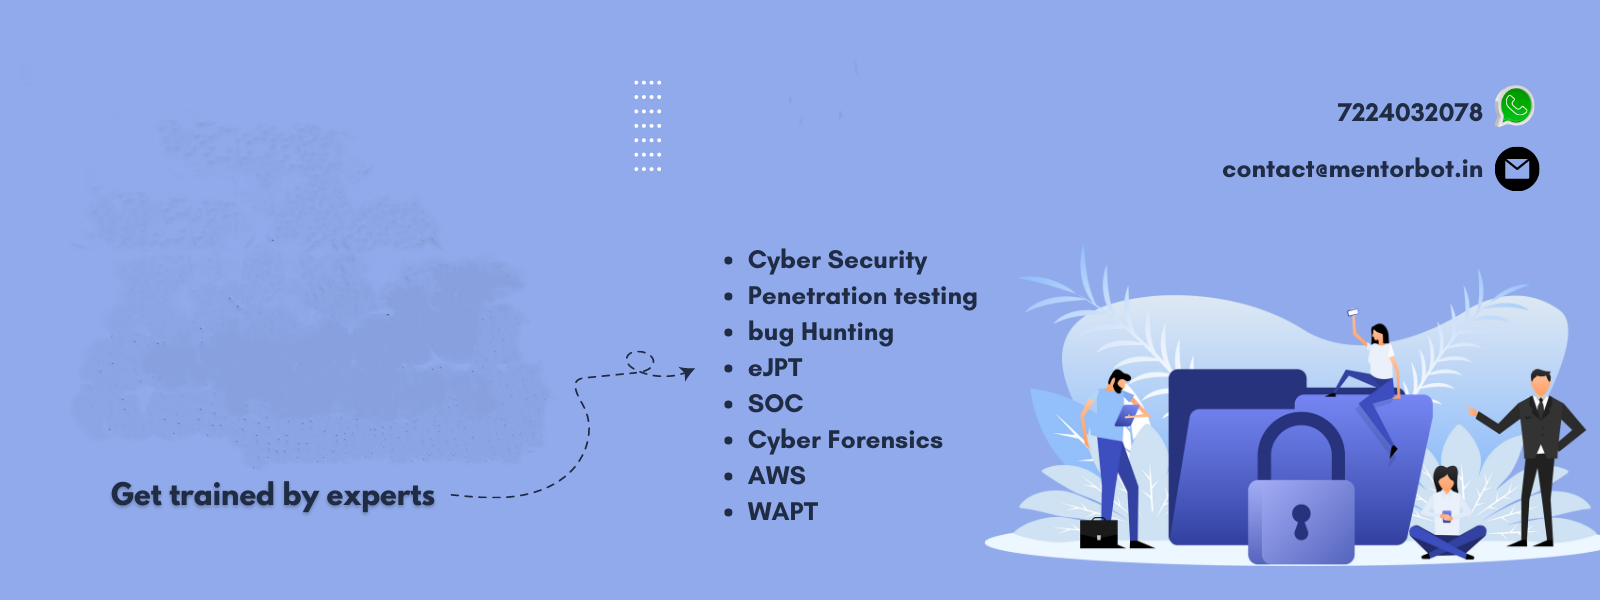 7224032078
contact@mentorbot.in
• Cyber Security
• Penetration testing
• bug Hunting
• eJPT
• SOC
• Cyber Forensics
• AWS
• WAPT
Get trained by experts